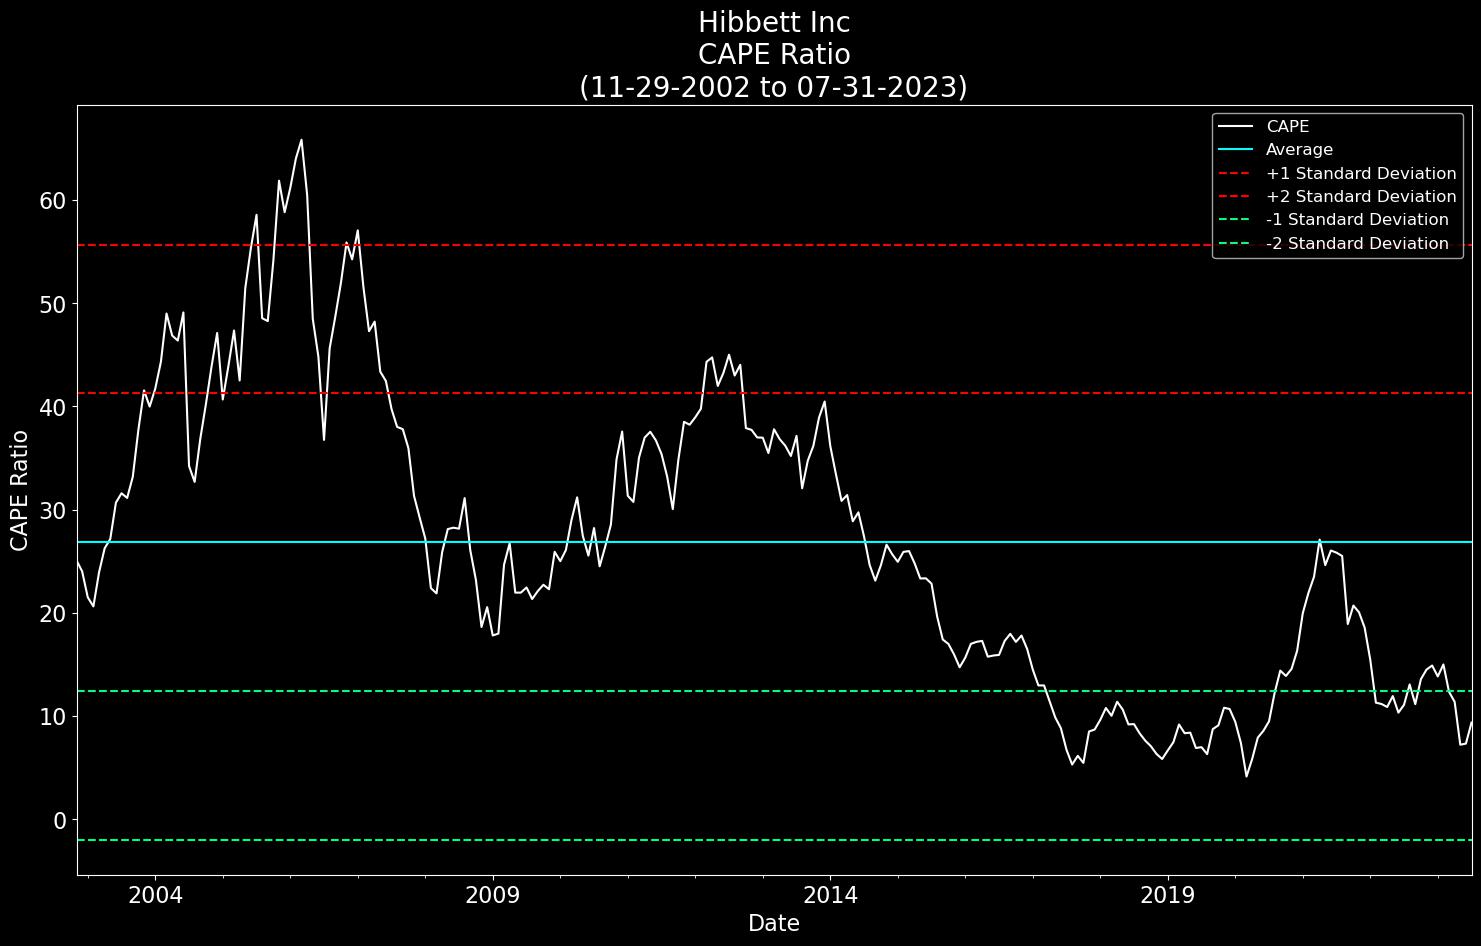 Hibbett Inc
CAPE Ratio
(11-29-2002 to 07-31-2023)
CAPE
Average
+1 Standard Deviation
+2 Standard Deviation
-1 Standard Deviation
-2 Standard Deviation
CAPE Ratio
60
50
40
30
20
10
0
2004
2009
2014
2019
Date